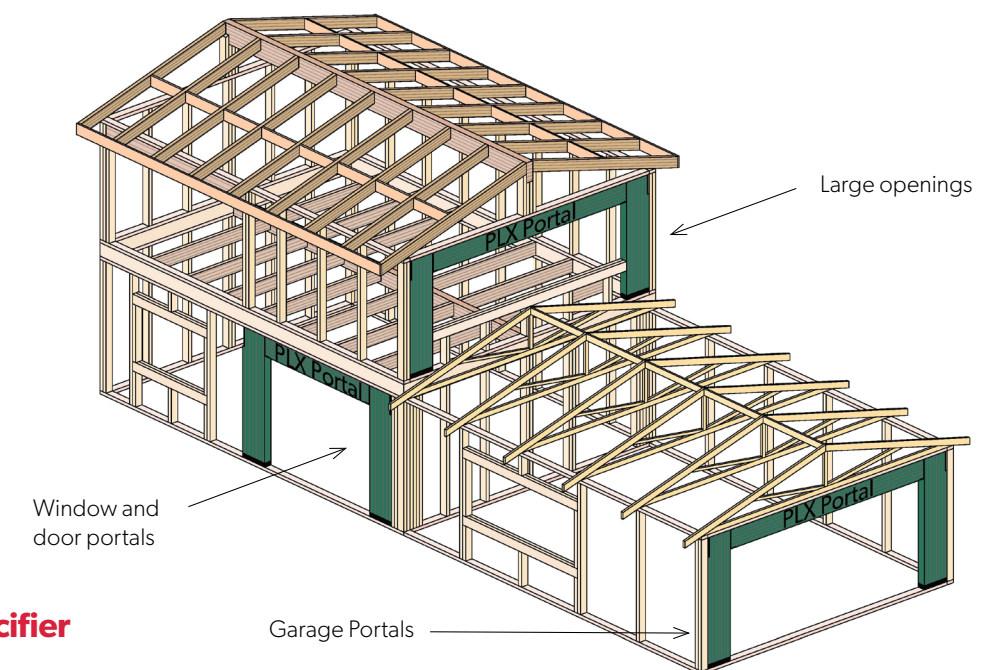 Large openings
PLX Portal
PLX Portal
PLX Portal
Window and
door portals
Garage Portals
cifier